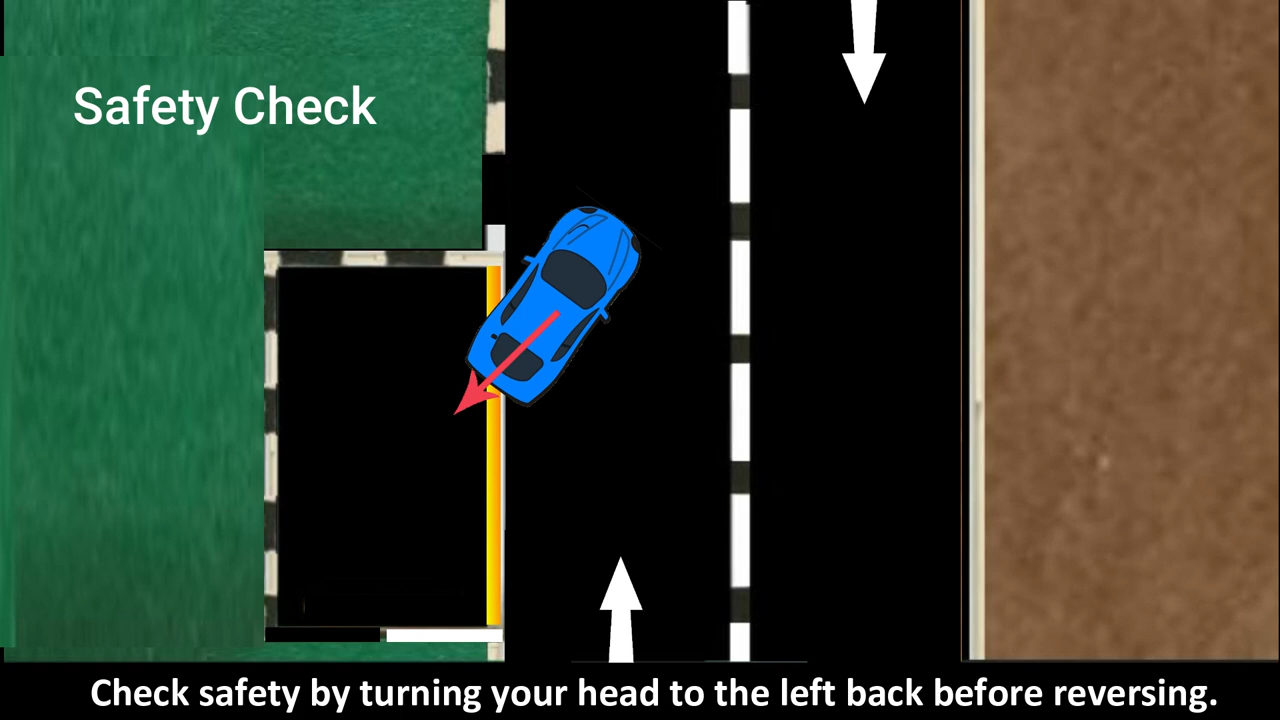 Safety Check
Check safety by turning your head to the left back before reversing.